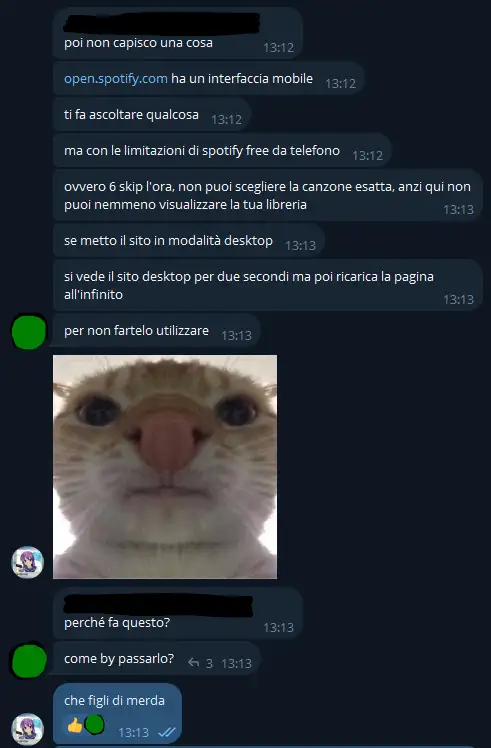 poi non capisco una cosa
13:12
open.spotify.com ha un interfaccia mobile
13:12
ti fa ascoltare qualcosa
13:12
ma con le limitazioni di spotify free da telefono
13:12
ovvero 6 skip l'ora, non puoi scegliere la canzone esatta, anzi qui non
puoi nemmeno visualizzare la tua libreria
13:13
se metto il sito in modalità desktop
13:13
si vede il sito desktop per due secondi ma poi ricarica la pagina
all'infinito
13:13
per non fartelo utilizzare
13:13
perché fa questo?
13:13
come by passarlo?
3 13:13
che figli di merda
13:13